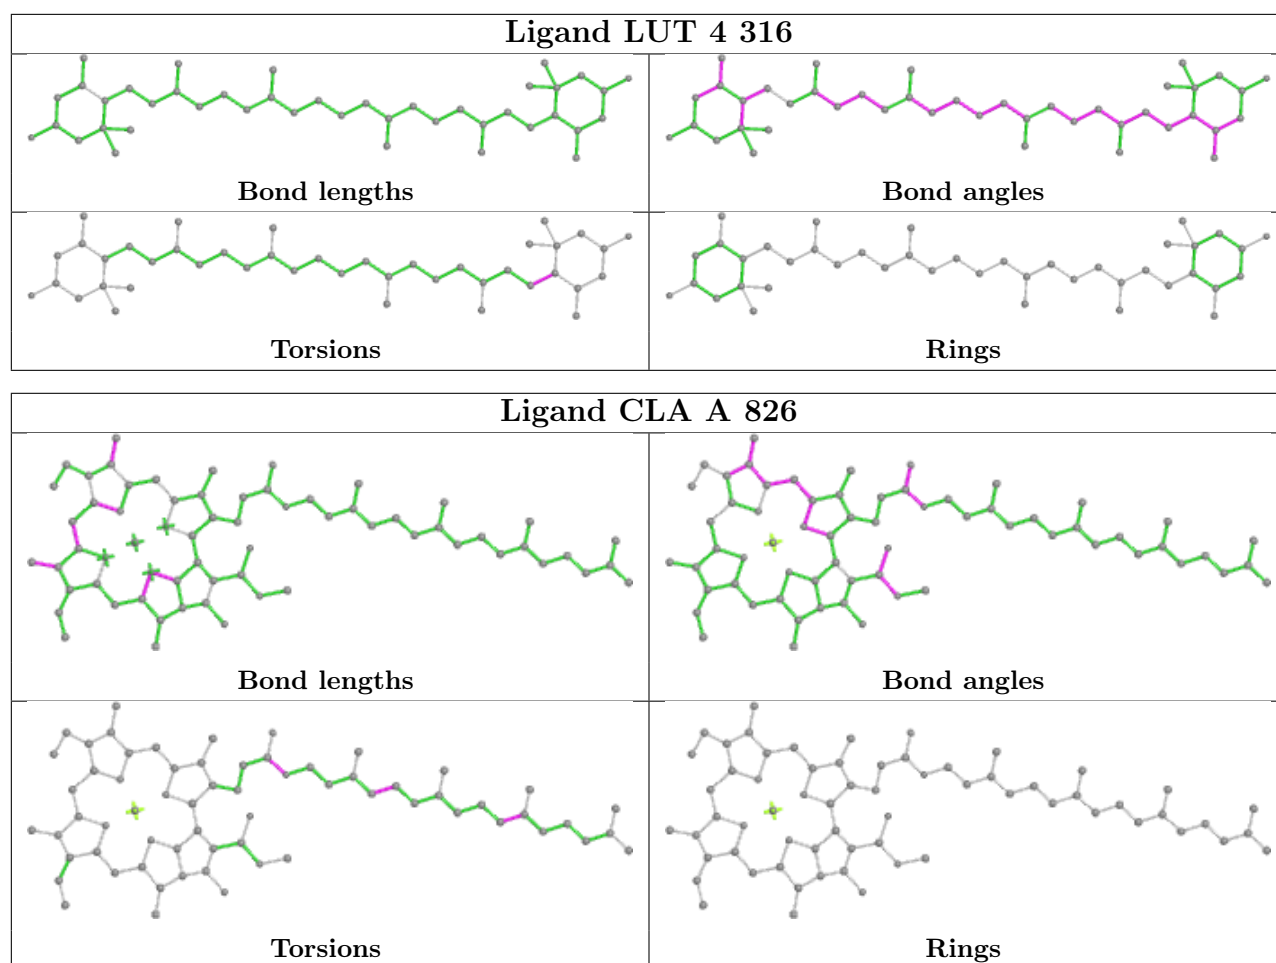 Ligand LUT 4 316
Bond lengths
Bond angles
Torsions
Rings
Ligand CLA A 826
Bond lengths
Bond angles
Torsions
Rings